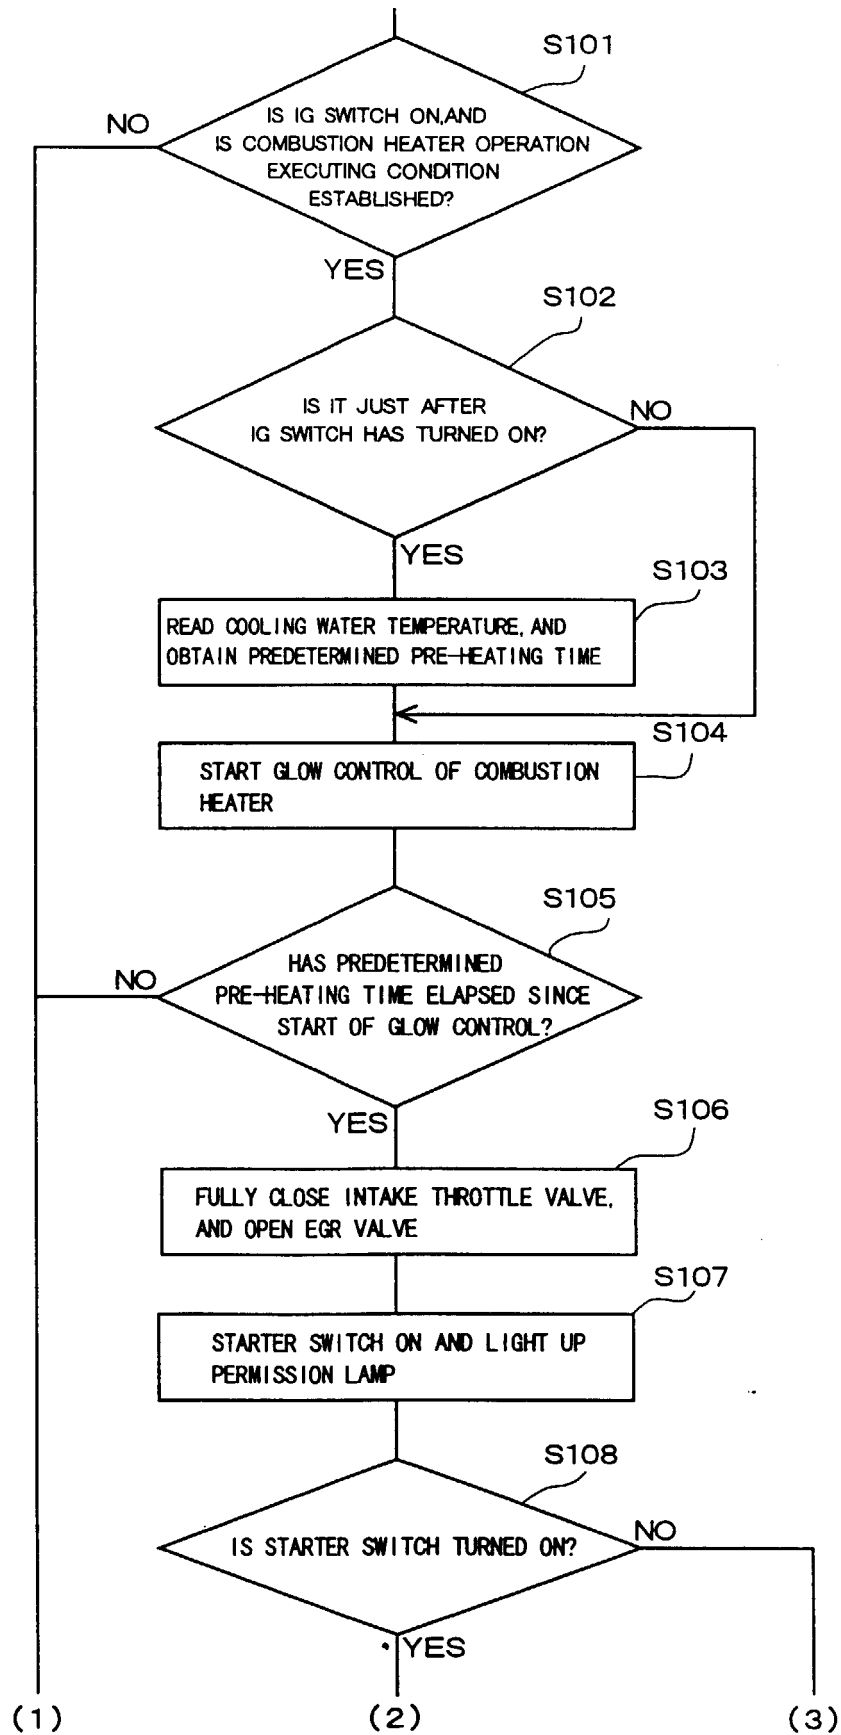 S101
IS IG SWITCH ON,AND
IS COMBUSTION HEATER OPERATION
EXECUTING CONDITION
ESTABLISHED?
NO
YES
S102
IS IT JUST AFTER
IG SWITCH HAS TURNED ON?
NO
YES
S103
READ COOLING WATER TEMPERATURE, AND
OBTAIN PREDETERMINED PRE-HEATING TIME
S104
START GLOW CONTROL OF COMBUSTION
HEATER
S105
HAS PREDETERMINED
PRE-HEATING TIME ELAPSED SINCE
START OF GLOW CONTROL?
NO
YES
S106
FULLY CLOSE INTAKE THROTTLE VALVE,
AND OPEN EGR VALVE
S107
STARTER SWITCH ON AND LIGHT UP
PERMISSION LAMP
S108
IS STARTER SWITCH TURNED ON?
NO
YES
(1) (2) (3)